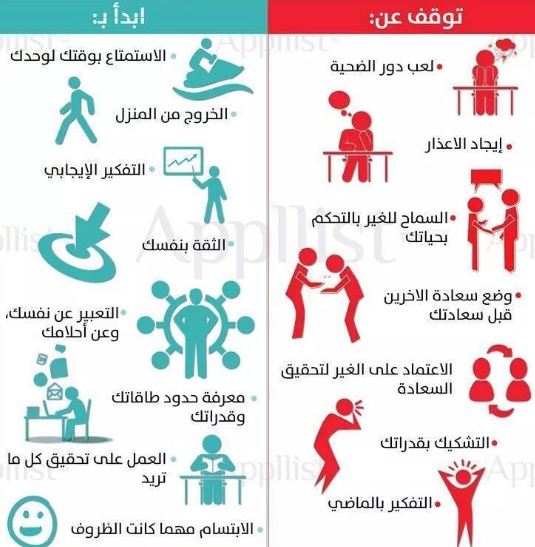 توقف عن:
لعب دور الضحية
إيجاد الاعذار
السماح للغير بالتحكم
بحياتك
وضع سعادة الاخرين
قبل سعادتك
الاعتماد على الغير لتحقيق
السعادة
التشكيك بقدراتك
التفكير بالماضي
ابدأ بـ:
الاستمتاع بوقتك لوحدك
الخروج من المنزل
التفكير الإيجابي
الثقة بنفسك
التعبير عن نفسك،
وعن أحلامك
معرفة حدود طاقاتك
وقدراتك
العمل على تحقيق كل ما
تريد
الابتسام مهما كانت الظروف
Appllist